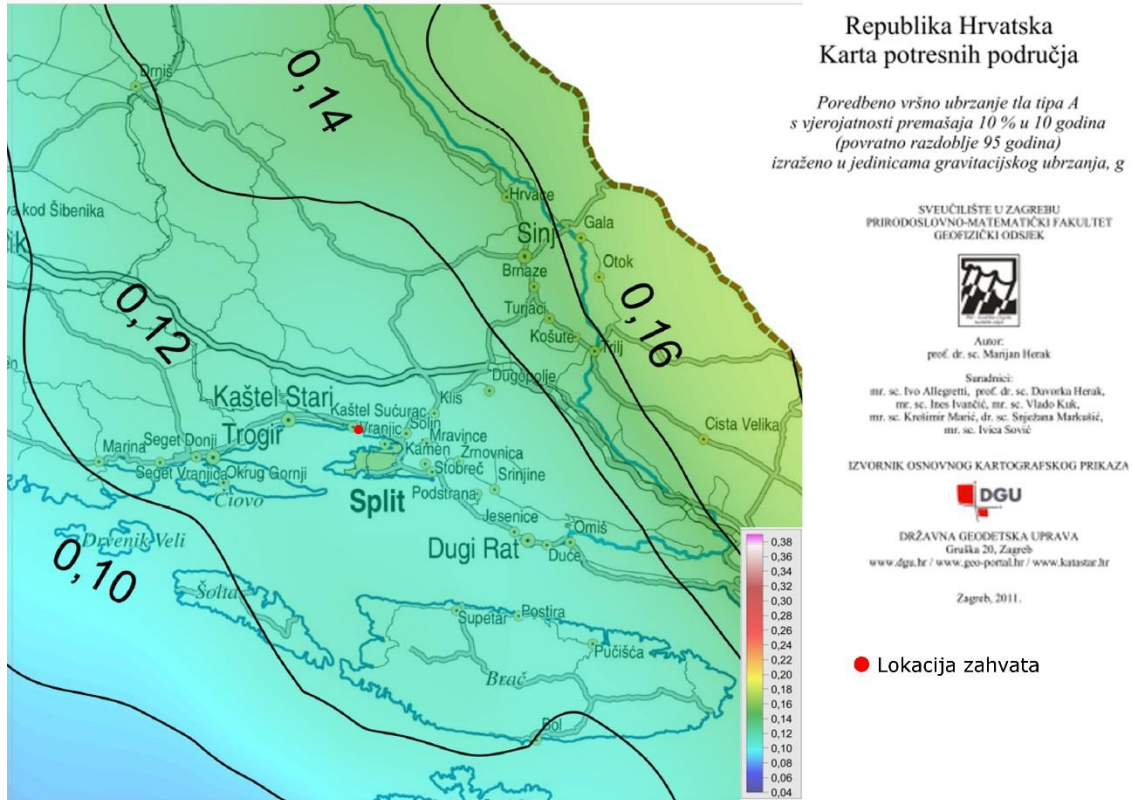 Republika Hrvatska
Karta potresnih područja
Poredbeno vršno ubrzanje tla tipa A
s vjerojatnosti premašaja 10 % u 10 godina
(povratno razdoblje 95 godina)
izraženo u jedinicama gravitacijskog ubrzanja, g
SVEUČILIŠTE U ZAGREBU
PRIRODOSLOVNO-MATEMATIČKI FAKULTET
GEOFIZIČKI ODSJEK
Autor:
prof. dr. sc. Marijan Herak
Suradnici:
mr. sc. Ivo Allegretti, prof. dr. sc. Davorka Herak,
mr. sc. Ines Ivančić, mr. sc. Vlado Kuk,
mr. sc. Krešimir Marić, dr. sc. Snježana Markušić,
mr. sc. Ivica Sović
IZVORNIK OSNOVNOG KARTOGRAFSKOG PRIKAZA
DGU
DRŽAVNA GEODETSKA UPRAVA
Gruška 20, Zagreb
www.dgu.hr / www.geo-portal.hr / www.katastar.hr
Zagreb, 2011.
Lokacija zahvata
Drniš
0,14
Hrvace
va kod Šibenika
Gala
Sinj
Otok
Brnaze
0,16
0,12
Turjaci
Košute
Trilj
Dugopolje
Kaštel Stari
Kaštel Sućurac
Klis
Vranjic
Solin
Mravince
Cista Velika
Marina
Seget Donji
Trogir
Kamen
Žrnovnica
Seget Vranjica
Okrug Gornji
Stobreč
Srinjine
Čiovo
Split
Podstrana
Jesenice
Omiš
Drvenik Veli
Dugi Rat
Duće
0,10
Šolta
Supetar
Postira
Pučišća
Brač
Bol
0,38
0,36
0,34
0,32
0,30
0,28
0,26
0,24
0,22
0,20
0,18
0,16
0,14
0,12
0,10
0,08
0,06
0,04